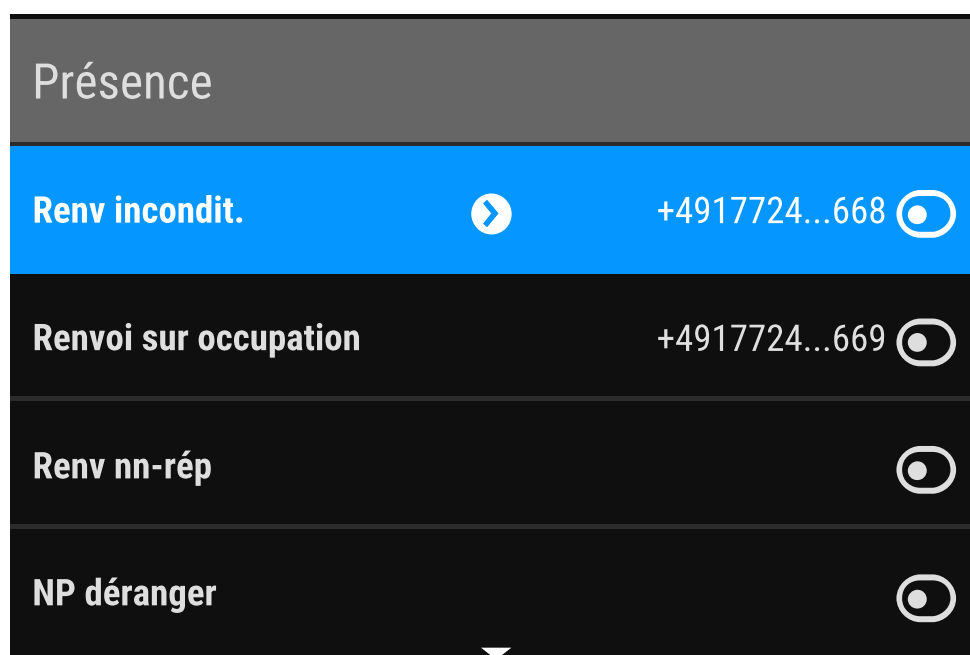 Présence
Renv incondit. +4917724...668
Renvoi sur occupation +4917724...669
Renv nn-rép
NP déranger